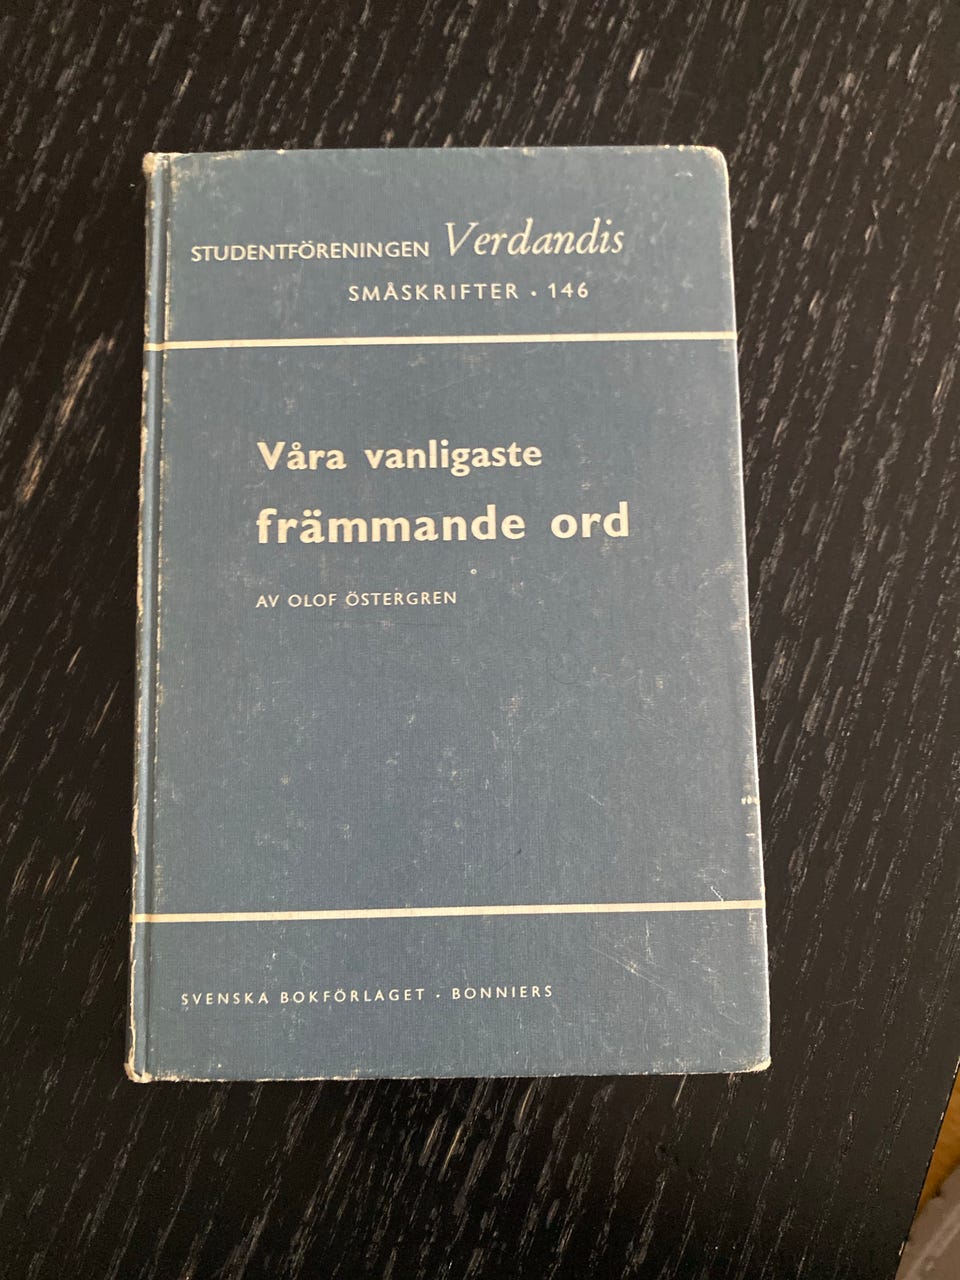 STUDENTFÖRENINGEN Verdandis
SMÅSKRIFTER · 146
Våra vanligaste
främmande ord
AV OLOF ÖSTERGREN
SVENSKA BOKFÖRLAGET · BONNIERS